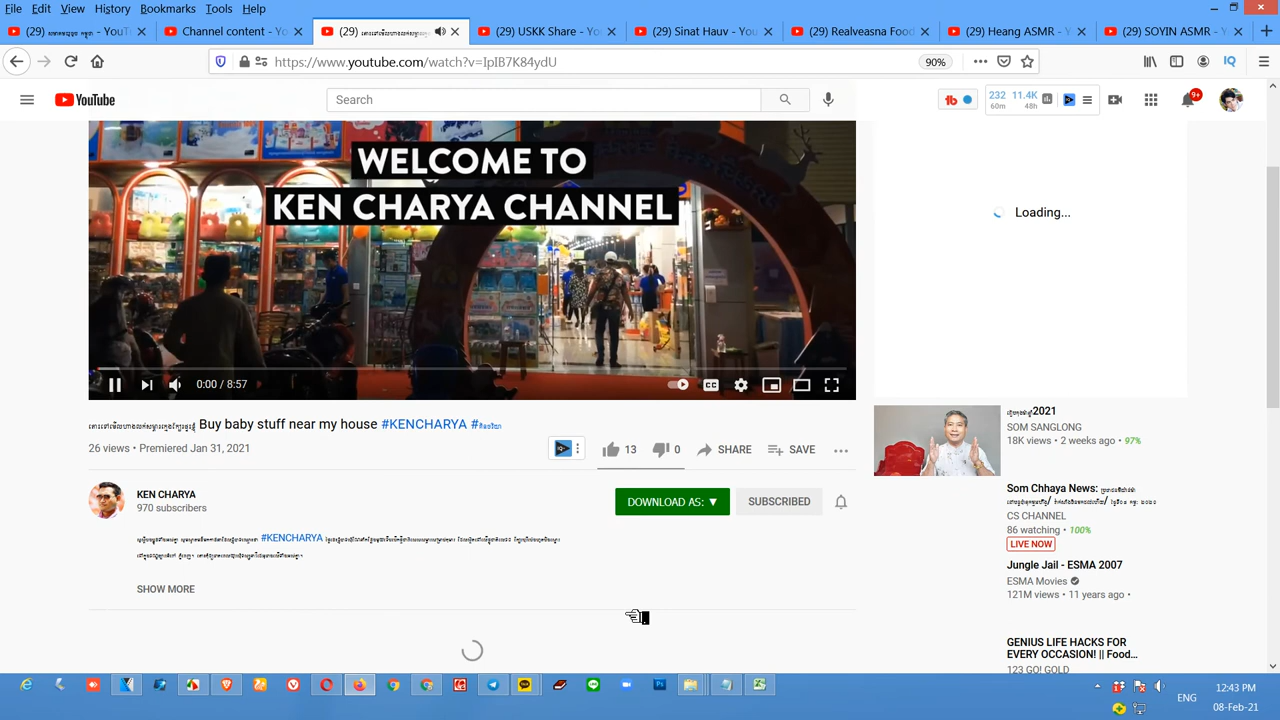 File Edit View History Bookmarks Tools Help
(29) - YouT
Channel content - Yo
(29)
(29) USKK Share - You
(29) Sinat Hauv - You
(29) Realveasna Food
(29) Heang ASMR - Y
(29) SOYIN ASMR - Y
https://www.youtube.com/watch?v=IpIB7K84ydU
90%
IQ
YouTube
Search
232 11.4K
60m 48h
9+
WELCOME TO
KEN CHARYA CHANNEL
Loading...
0:00 / 8:57
CC
Buy baby stuff near my house #KENCHARYA #
26 views • Premiered Jan 31, 2021
13 0 SHARE SAVE
KEN CHARYA
970 subscribers
DOWNLOAD AS: ▼ SUBSCRIBED
#KENCHARYA
SHOW MORE
2021
SOM SANGLONG
18K views • 2 weeks ago • 97%
Som Chhaya News:
CS CHANNEL
86 watching • 100%
LIVE NOW
Jungle Jail - ESMA 2007
ESMA Movies
121M views • 11 years ago •
GENIUS LIFE HACKS FOR
EVERY OCCASION! || Food...
123 GO! GOLD
ENG
12:43 PM
08-Feb-21